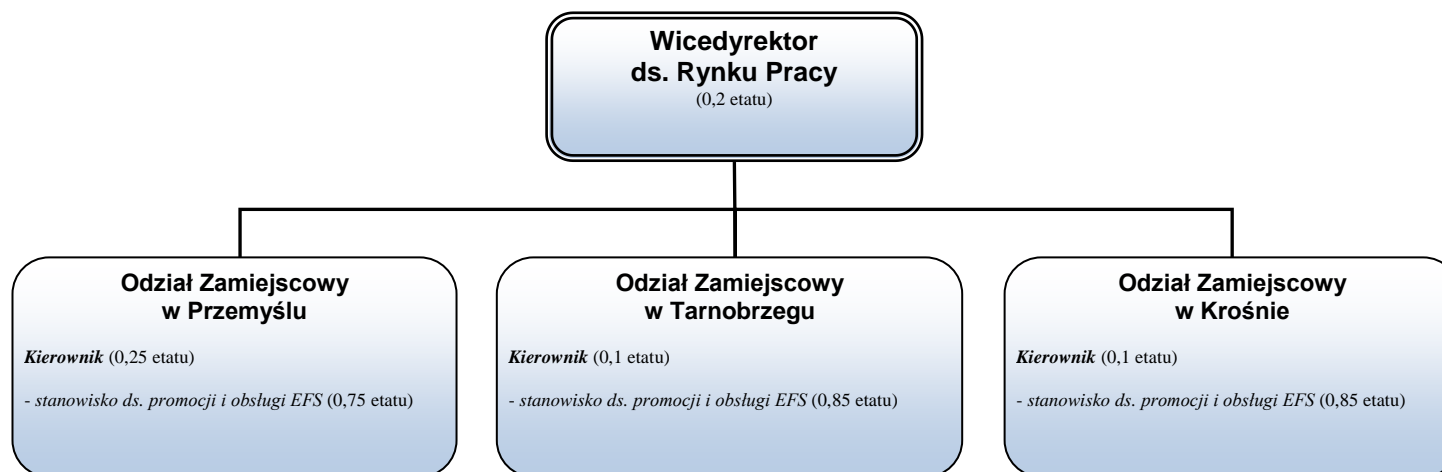 Wicedyrektor
ds. Rynku Pracy
(0,2 etatu)
Odział Zamiejscowy
w Przemyślu
Kierownik (0,25 etatu)
- stanowisko ds. promocji i obsługi EFS (0,75 etatu)
Odział Zamiejscowy
w Tarnobrzegu
Kierownik (0,1 etatu)
- stanowisko ds. promocji i obsługi EFS (0,85 etatu)
Odział Zamiejscowy
w Krośnie
Kierownik (0,1 etatu)
- stanowisko ds. promocji i obsługi EFS (0,85 etatu)